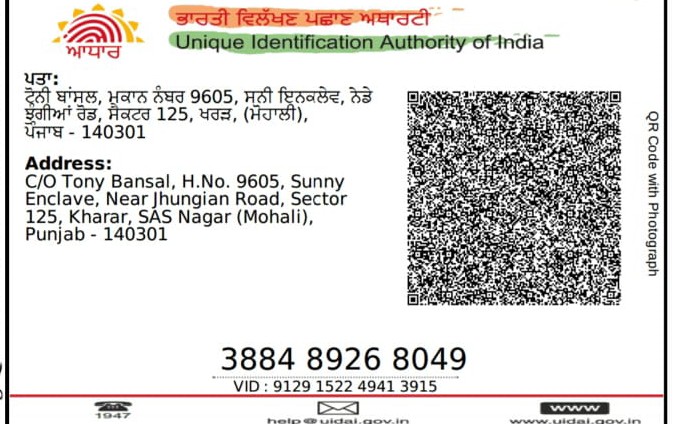 ਭਾਰਤੀ ਵਿਲੱਖਣ ਪਛਾਣ ਅਥਾਰਟੀ
Unique Identification Authority of India
ਆਧਾਰ
ਪਤਾ:
ਟੋਨੀ ਬਾਂਸਲ, ਮਕਾਨ ਨੰਬਰ 9605, ਸਨੀ ਇਨਕਲੇਵ, ਨੇਡੇ
ਝੁੰਗੀਆਂ ਰੋਡ, ਸੈਕਟਰ 125, ਖਰੜ, (ਮੋਹਾਲੀ),
ਪੰਜਾਬ - 140301
Address:
C/O Tony Bansal, H.No. 9605, Sunny
Enclave, Near Jhungian Road, Sector
125, Kharar, SAS Nagar (Mohali),
Punjab - 140301
QR Code with Photograph
3884 8926 8049
VID : 9129 1522 4941 3915
1947
help@uidai.gov.in
www
www.uidai.gov.in